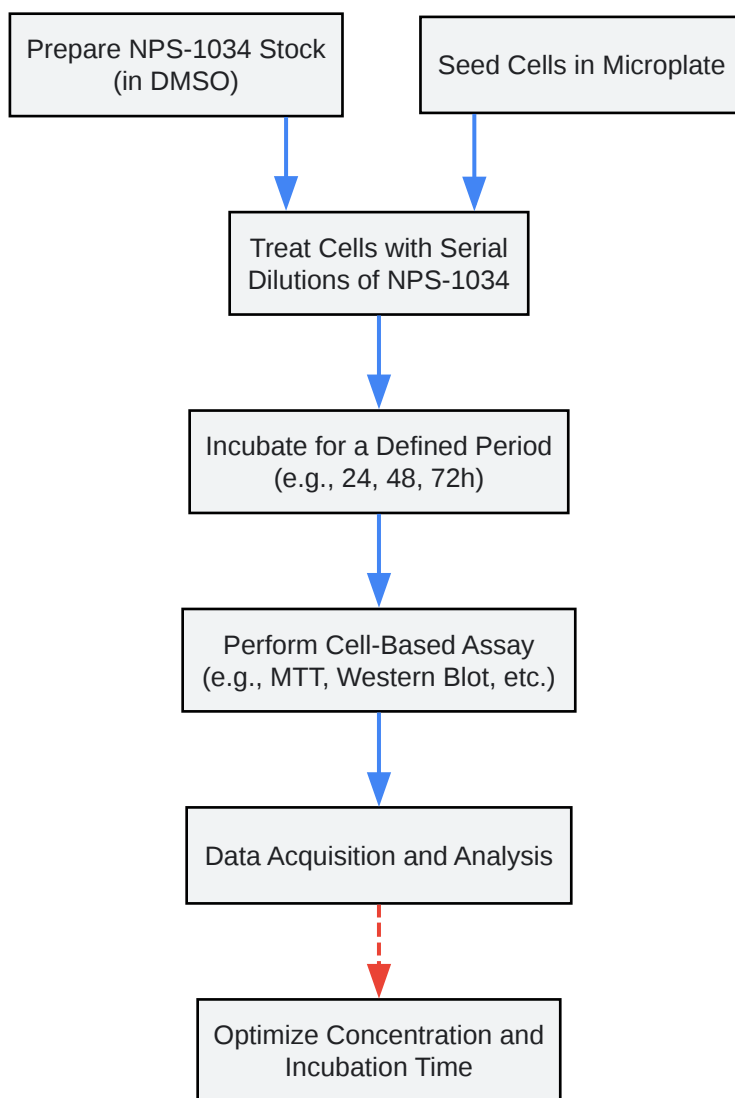 Prepare NPS-1034 Stock
(in DMSO)
Seed Cells in Microplate
Treat Cells with Serial
Dilutions of NPS-1034
Incubate for a Defined Period
(e.g., 24, 48, 72h)
Perform Cell-Based Assay
(e.g., MTT, Western Blot, etc.)
Data Acquisition and Analysis
Optimize Concentration and
Incubation Time